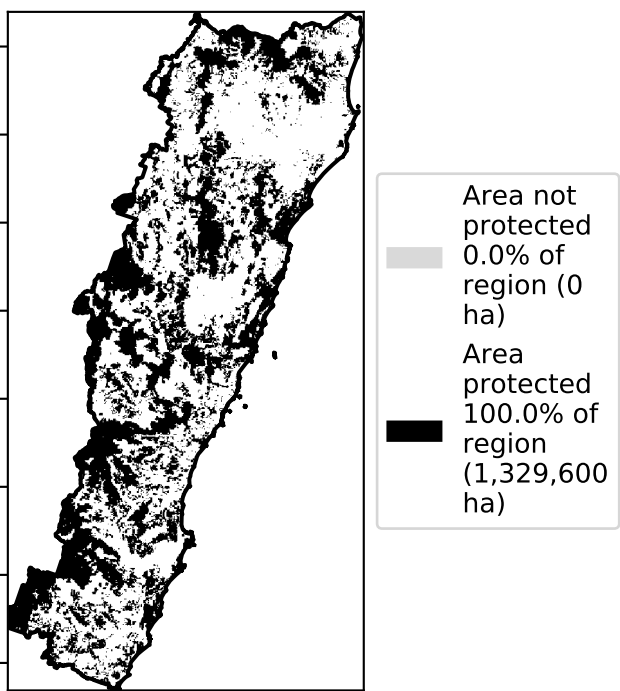 Area not
protected
0.0% of
region (0
ha)
Area
protected
100.0% of
region
(1,329,600
ha)